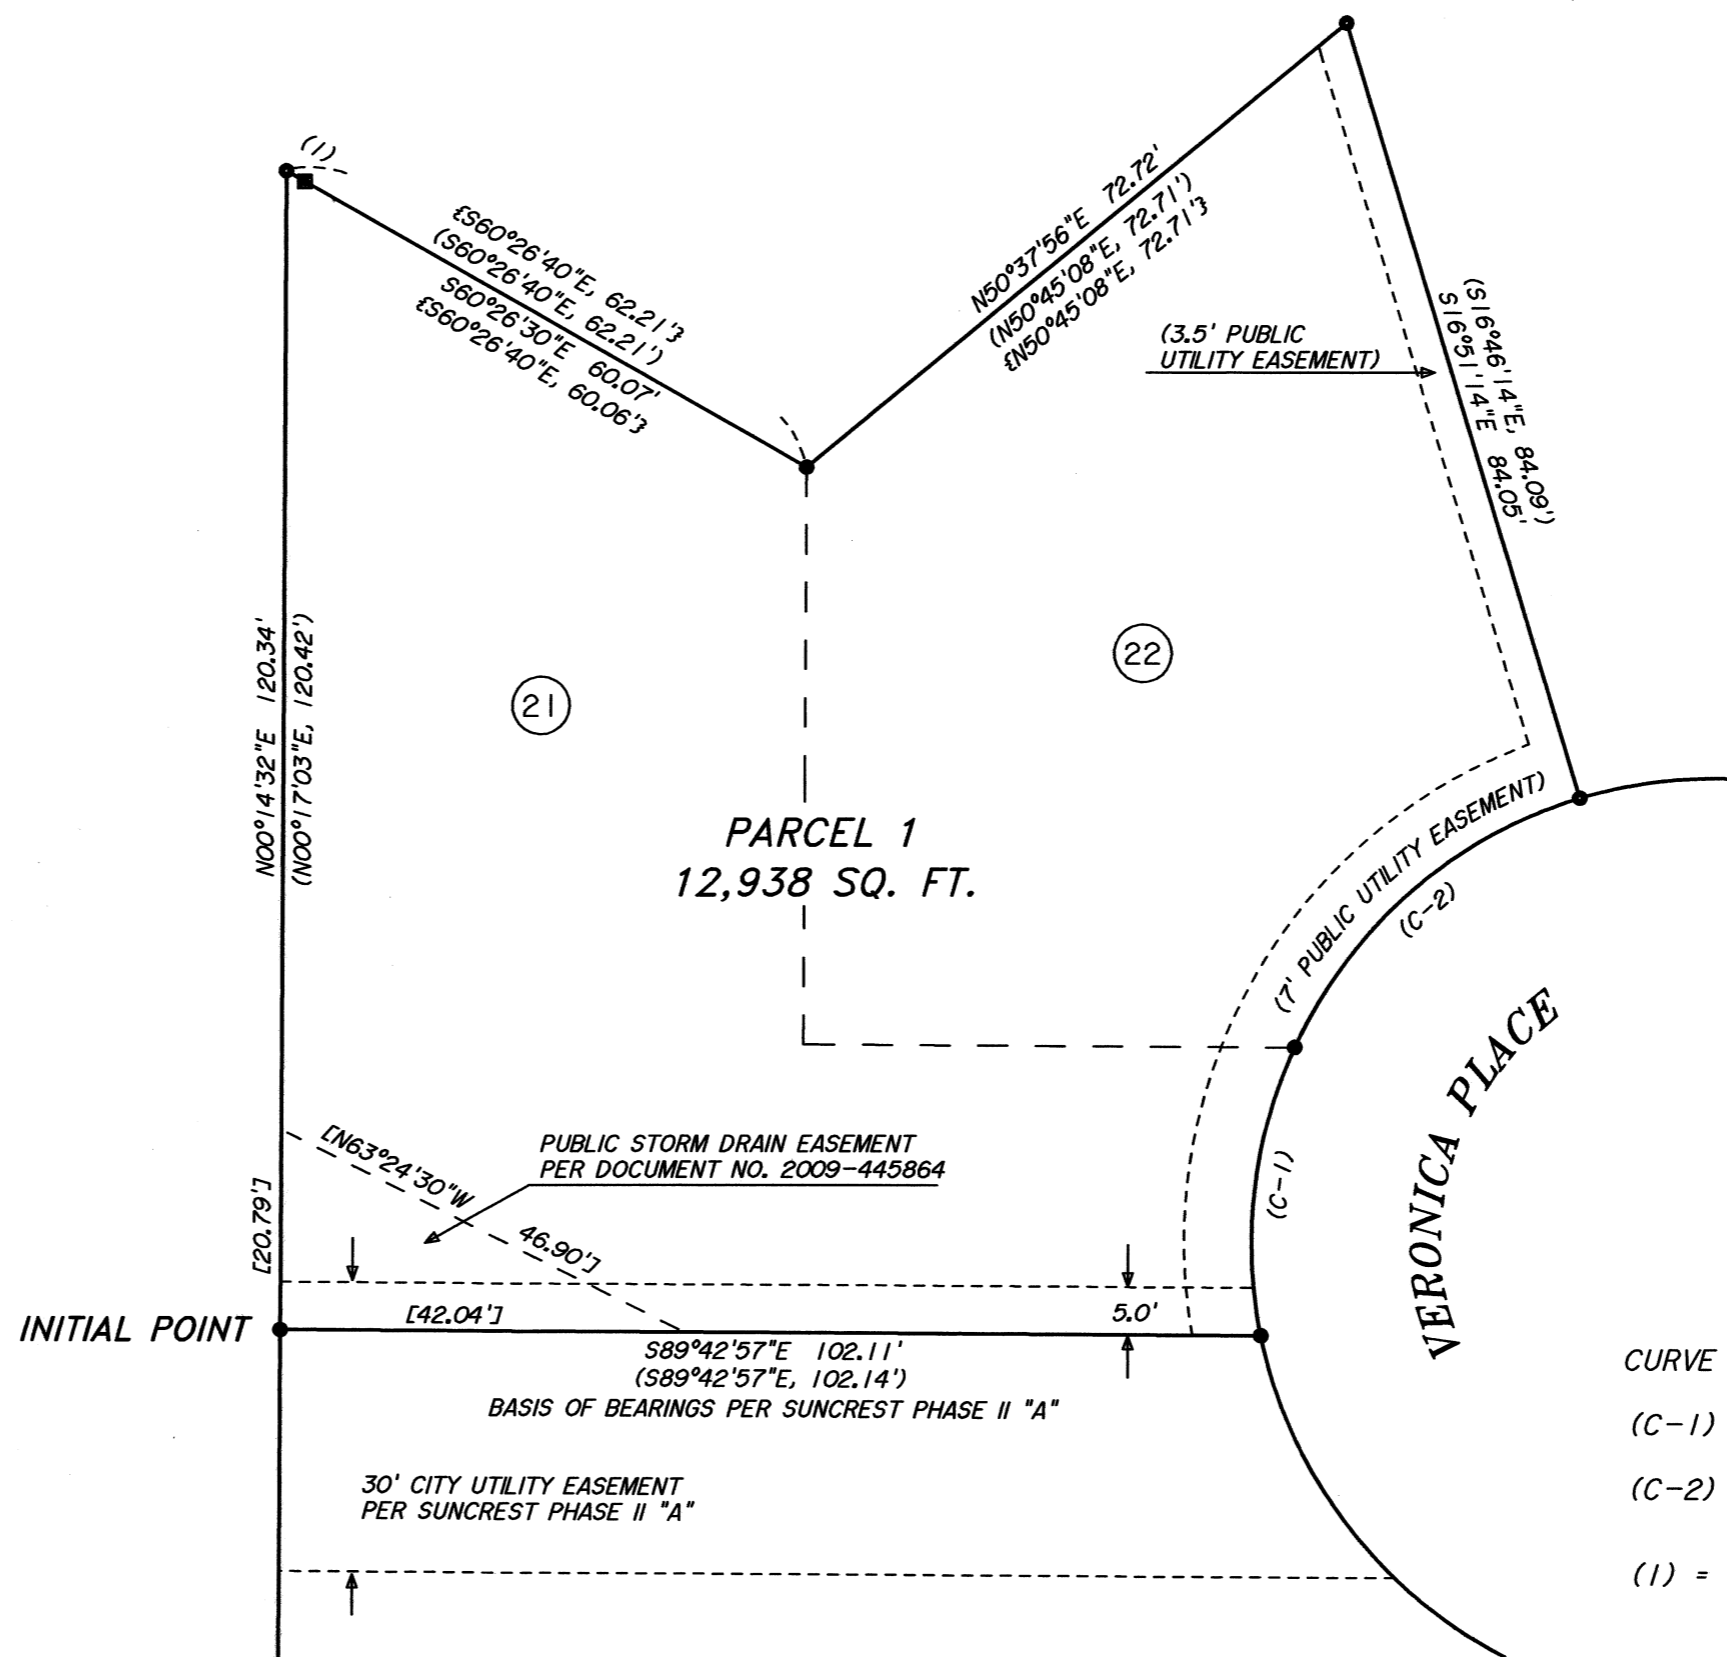 (1)
{S60°26'40"E, 62.21'}
(S60°26'40"E, 62.21')
S60°26'30"E 60.07'
{S60°26'40"E, 60.06'}
N50°37'56"E 72.72'
(N50°45'08"E, 72.71')
{N50°45'08"E, 72.71'}
(3.5' PUBLIC
UTILITY EASEMENT)
(S16°46'14"E, 84.09')
S16°51'14"E 84.05'
N00°14'32"E 120.34'
(N00°17'03"E, 120.42')
21
22
PARCEL 1
12,938 SQ. FT.
(7' PUBLIC UTILITY EASEMENT)
(C-2)
VERONICA PLACE
(C-1)
[N63°24'30"W 46.90']
PUBLIC STORM DRAIN EASEMENT
PER DOCUMENT NO. 2009-445864
[20.79']
INITIAL POINT
[42.04']
5.0'
S89°42'57"E 102.11'
(S89°42'57"E, 102.14')
BASIS OF BEARINGS PER SUNCREST PHASE II "A"
30' CITY UTILITY EASEMENT
PER SUNCREST PHASE II "A"
CURVE
(C-1)
(C-2)
(1) =